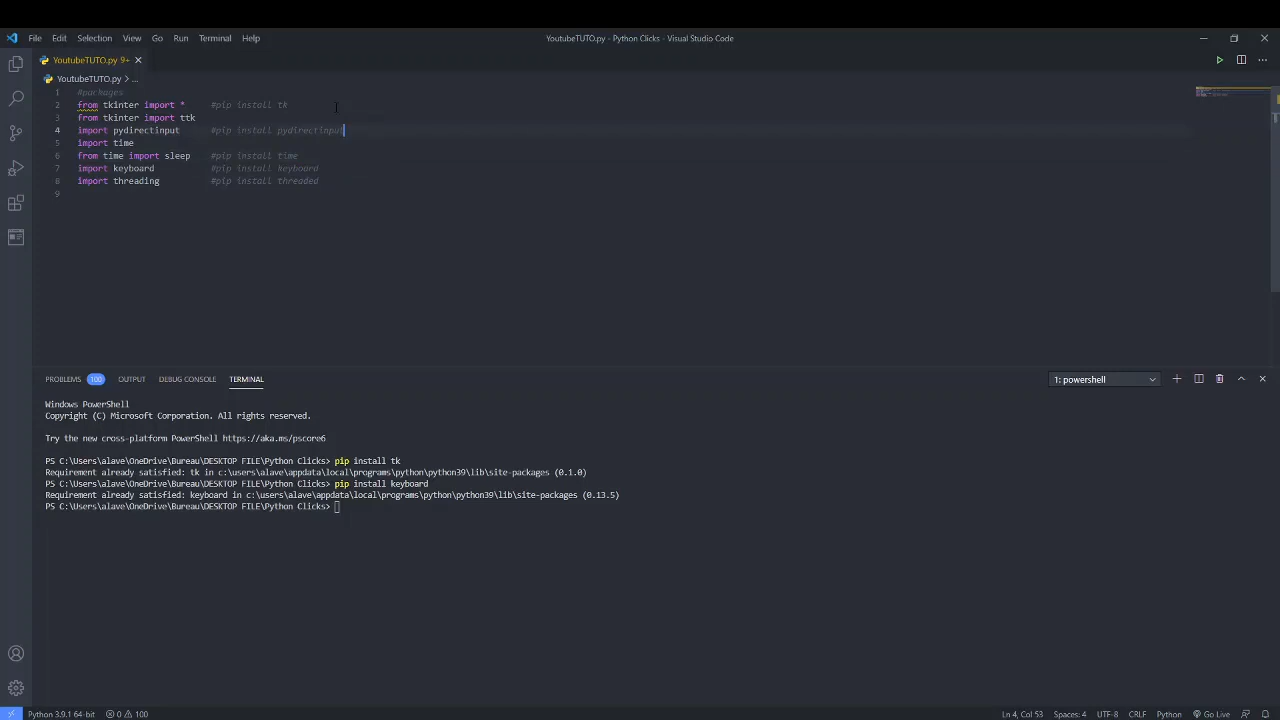 File Edit Selection View Go Run Terminal Help YoutubeTUTO.py - Python Clicks - Visual Studio Code
YoutubeTUTO.py 9+
YoutubeTUTO.py > ...
1 #packages
2 from tkinter import * #pip install tk
3 from tkinter import ttk
4 import pydirectinput #pip install pydirectinput
5 import time
6 from time import sleep #pip install time
7 import keyboard #pip install keyboard
8 import threading #pip install threaded
9
PROBLEMS 100 OUTPUT DEBUG CONSOLE TERMINAL 1: powershell
Windows PowerShell
Copyright (C) Microsoft Corporation. All rights reserved.
Try the new cross-platform PowerShell https://aka.ms/pscore6
PS C:\Users\alave\OneDrive\Bureau\DESKTOP FILE\Python Clicks> pip install tk
Requirement already satisfied: tk in c:\users\alave\appdata\local\programs\python\python39\lib\site-packages (0.1.0)
PS C:\Users\alave\OneDrive\Bureau\DESKTOP FILE\Python Clicks> pip install keyboard
Requirement already satisfied: keyboard in c:\users\alave\appdata\local\programs\python\python39\lib\site-packages (0.13.5)
PS C:\Users\alave\OneDrive\Bureau\DESKTOP FILE\Python Clicks>
Python 3.9.1 64-bit 0 100 Ln 4, Col 53 Spaces: 4 UTF-8 CRLF Python Go Live